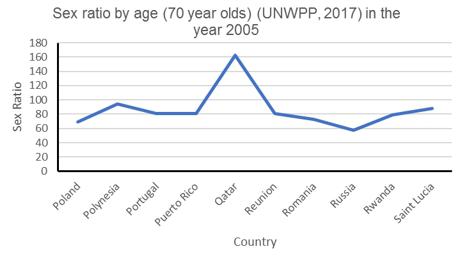 Sex ratio by age (70 year olds) (UNWPP, 2017) in the
year 2005
180
160
140
120
100
80
60
40
20
0
Sex Ratio
Poland
Polynesia
Portugal
Puerto Rico
Qatar
Reunion
Romania
Russia
Rwanda
Saint Lucia
Country